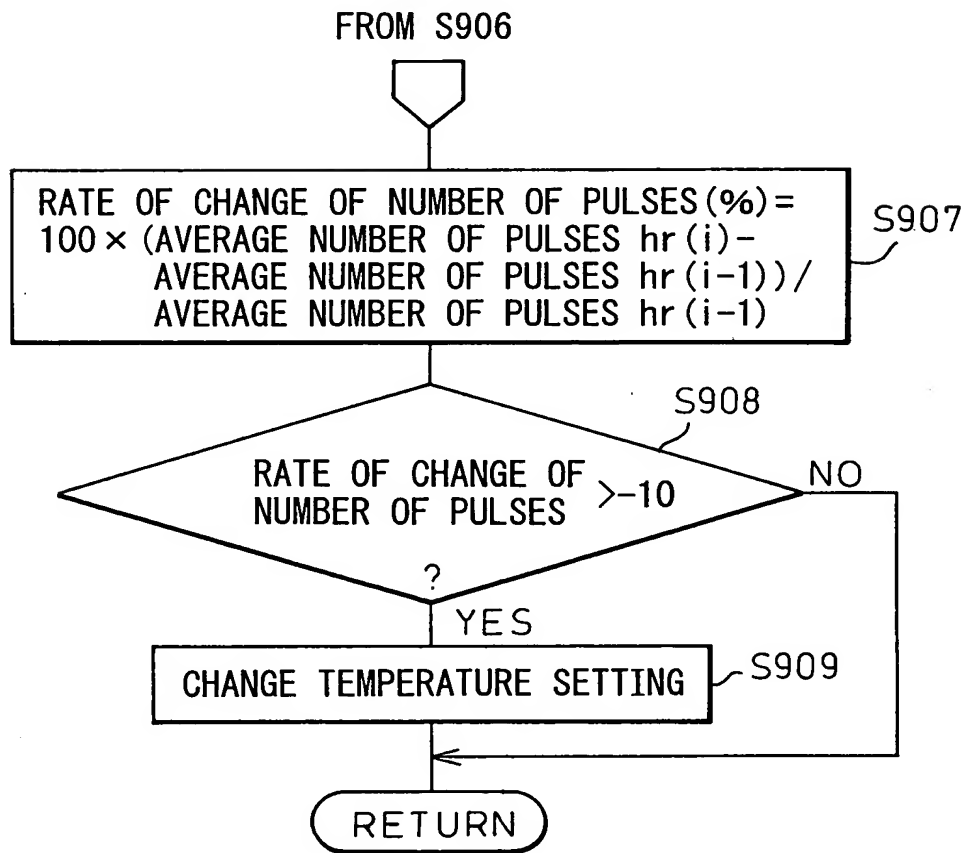 FROM S906
RATE OF CHANGE OF NUMBER OF PULSES(%)=
100×(AVERAGE NUMBER OF PULSES hr(i)-
AVERAGE NUMBER OF PULSES hr(i-1))/
AVERAGE NUMBER OF PULSES hr(i-1)
S907
S908
RATE OF CHANGE OF
NUMBER OF PULSES >-10
?
NO
YES
CHANGE TEMPERATURE SETTING
S909
RETURN